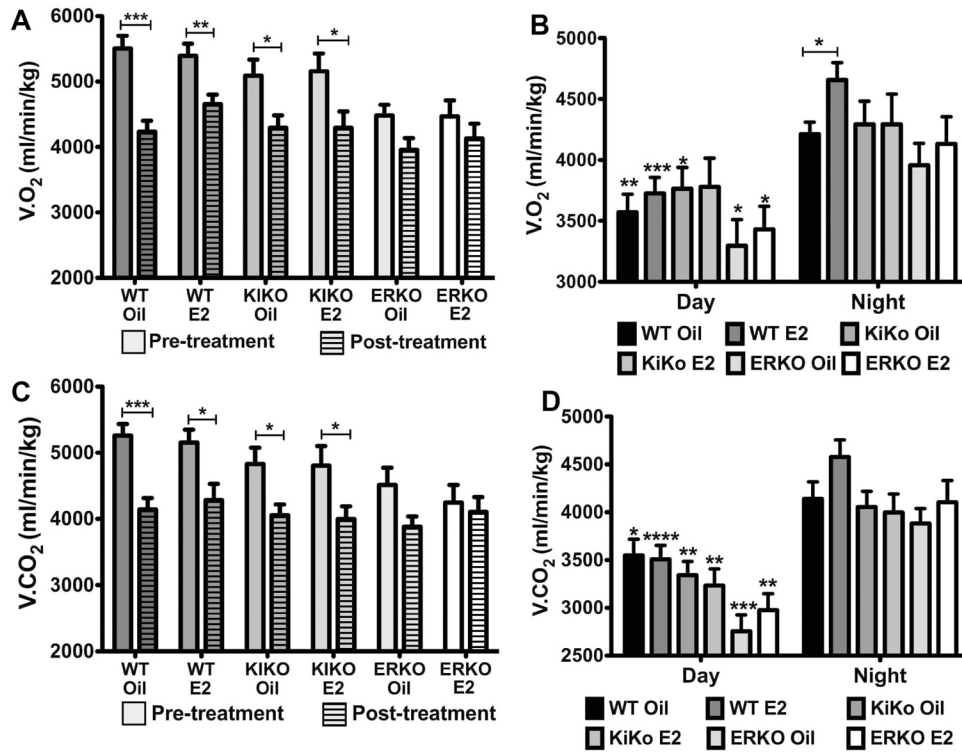 A
V.O2 (ml/min/kg)
6000
5000
4000
3000
2000
***
**
*
*
WT Oil
WT E2
KIKO Oil
KIKO E2
ERKO Oil
ERKO E2
Pre-treatment
Post-treatment
B
V.O2 (ml/min/kg)
5000
4500
4000
3500
3000
**
***
*
*
*
*
Day
Night
WT Oil
WT E2
KiKo Oil
KiKo E2
ERKO Oil
ERKO E2
C
V.CO2 (ml/min/kg)
6000
5000
4000
3000
2000
***
*
*
*
WT Oil
WT E2
KIKO Oil
KIKO E2
ERKO Oil
ERKO E2
Pre-treatment
Post-treatment
D
V.CO2 (ml/min/kg)
5000
4500
4000
3500
3000
2500
*
****
**
**
***
**
Day
Night
WT Oil
WT E2
KiKo Oil
KiKo E2
ERKO Oil
ERKO E2